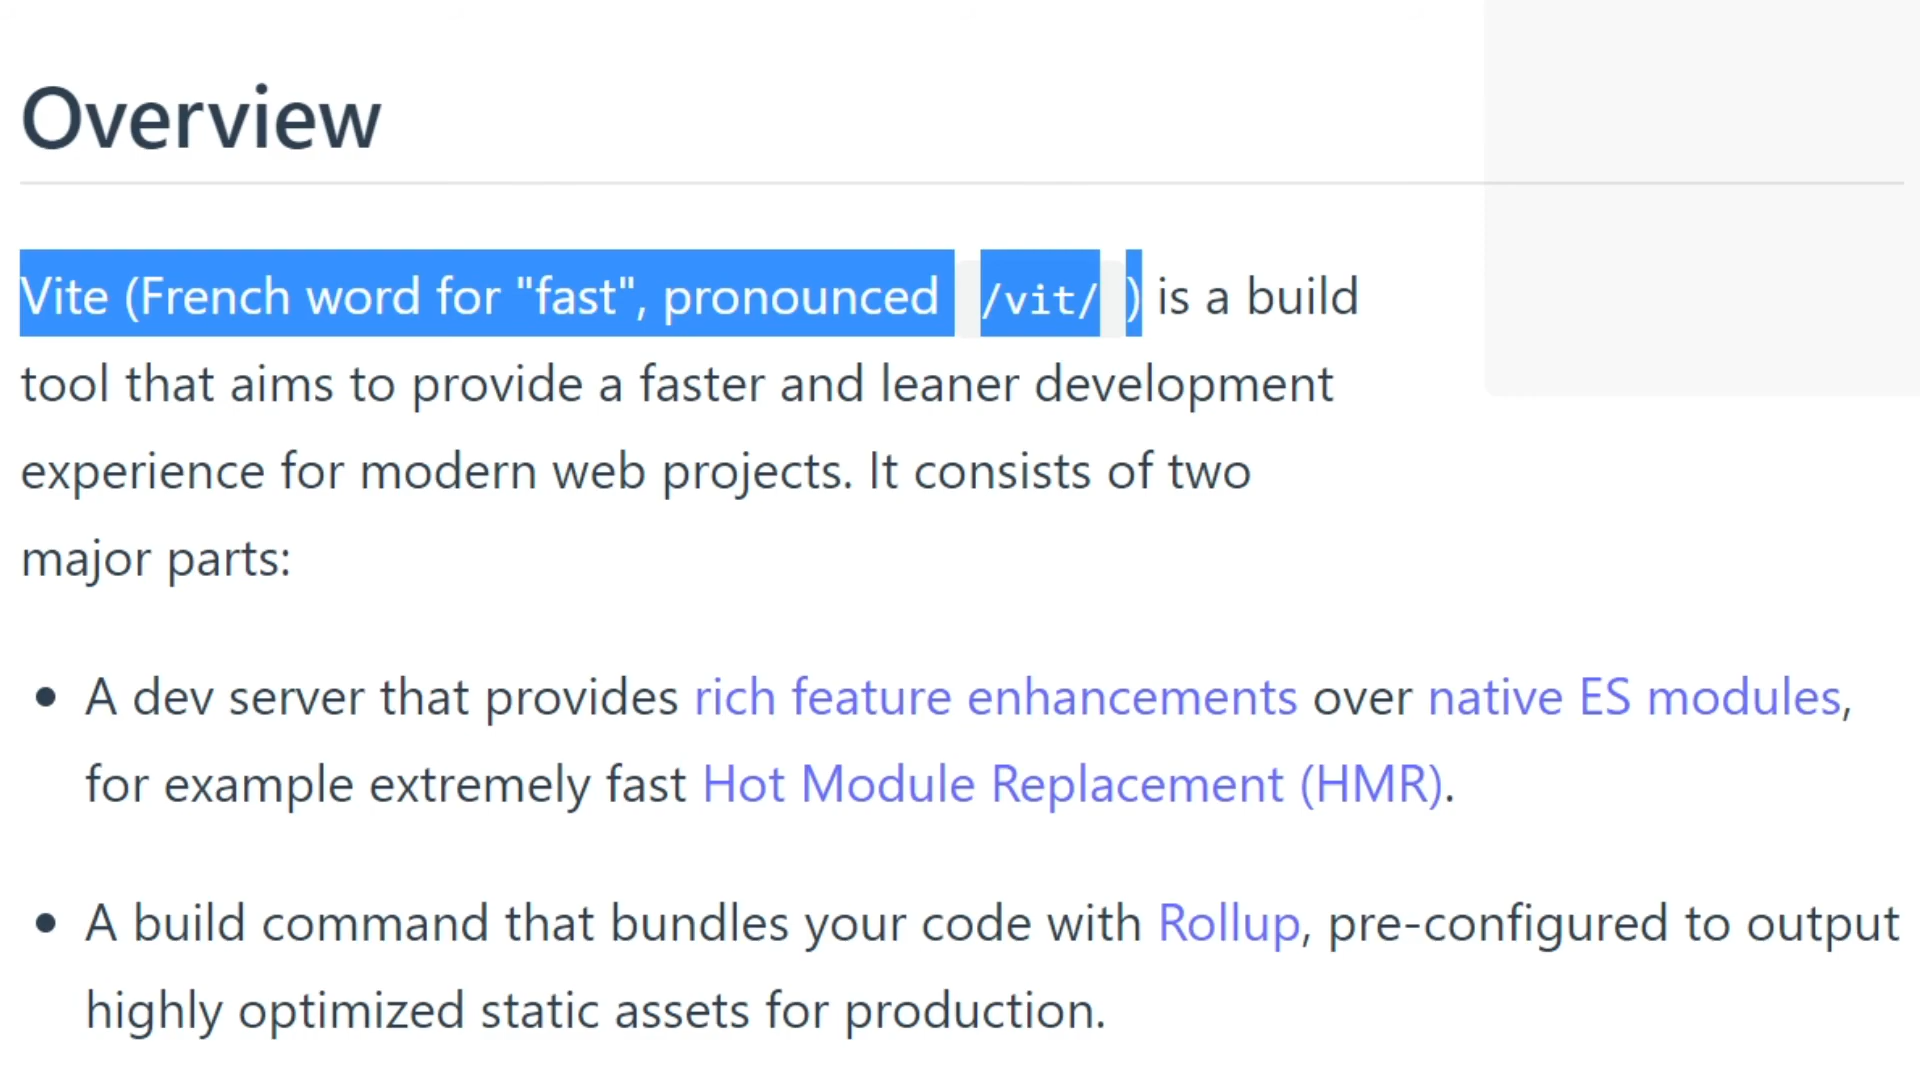 Overview
Vite (French word for "fast", pronounced /vit/ ) is a build
tool that aims to provide a faster and leaner development
experience for modern web projects. It consists of two
major parts:
• A dev server that provides rich feature enhancements over native ES modules,
for example extremely fast Hot Module Replacement (HMR).
• A build command that bundles your code with Rollup, pre-configured to output
highly optimized static assets for production.